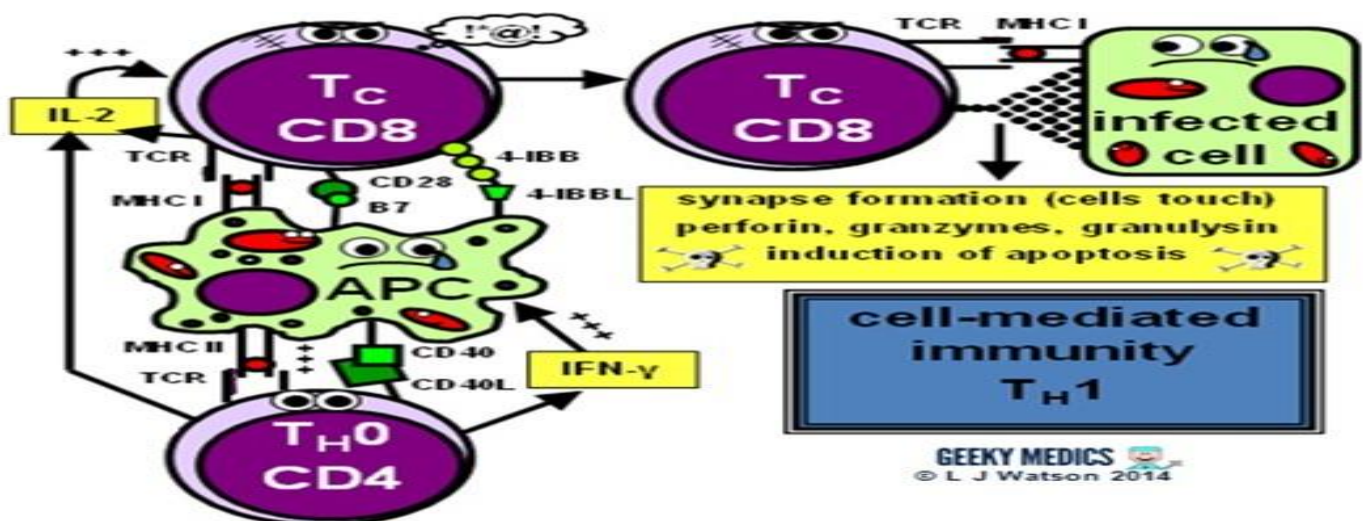 !*@!
+++
IL-2
TC
CD8
TCR
MHC I
CD28
B7
4-IBB
4-IBBL
APC
MHC II
TCR
+++
CD40
CD40L
+++
IFN-γ
TH0
CD4
TC
CD8
TCR
MHC I
infected
cell
synapse formation (cells touch)
perforin, granzymes, granulysin
induction of apoptosis
cell-mediated
immunity
TH1
GEEKY MEDICS
© L J Watson 2014